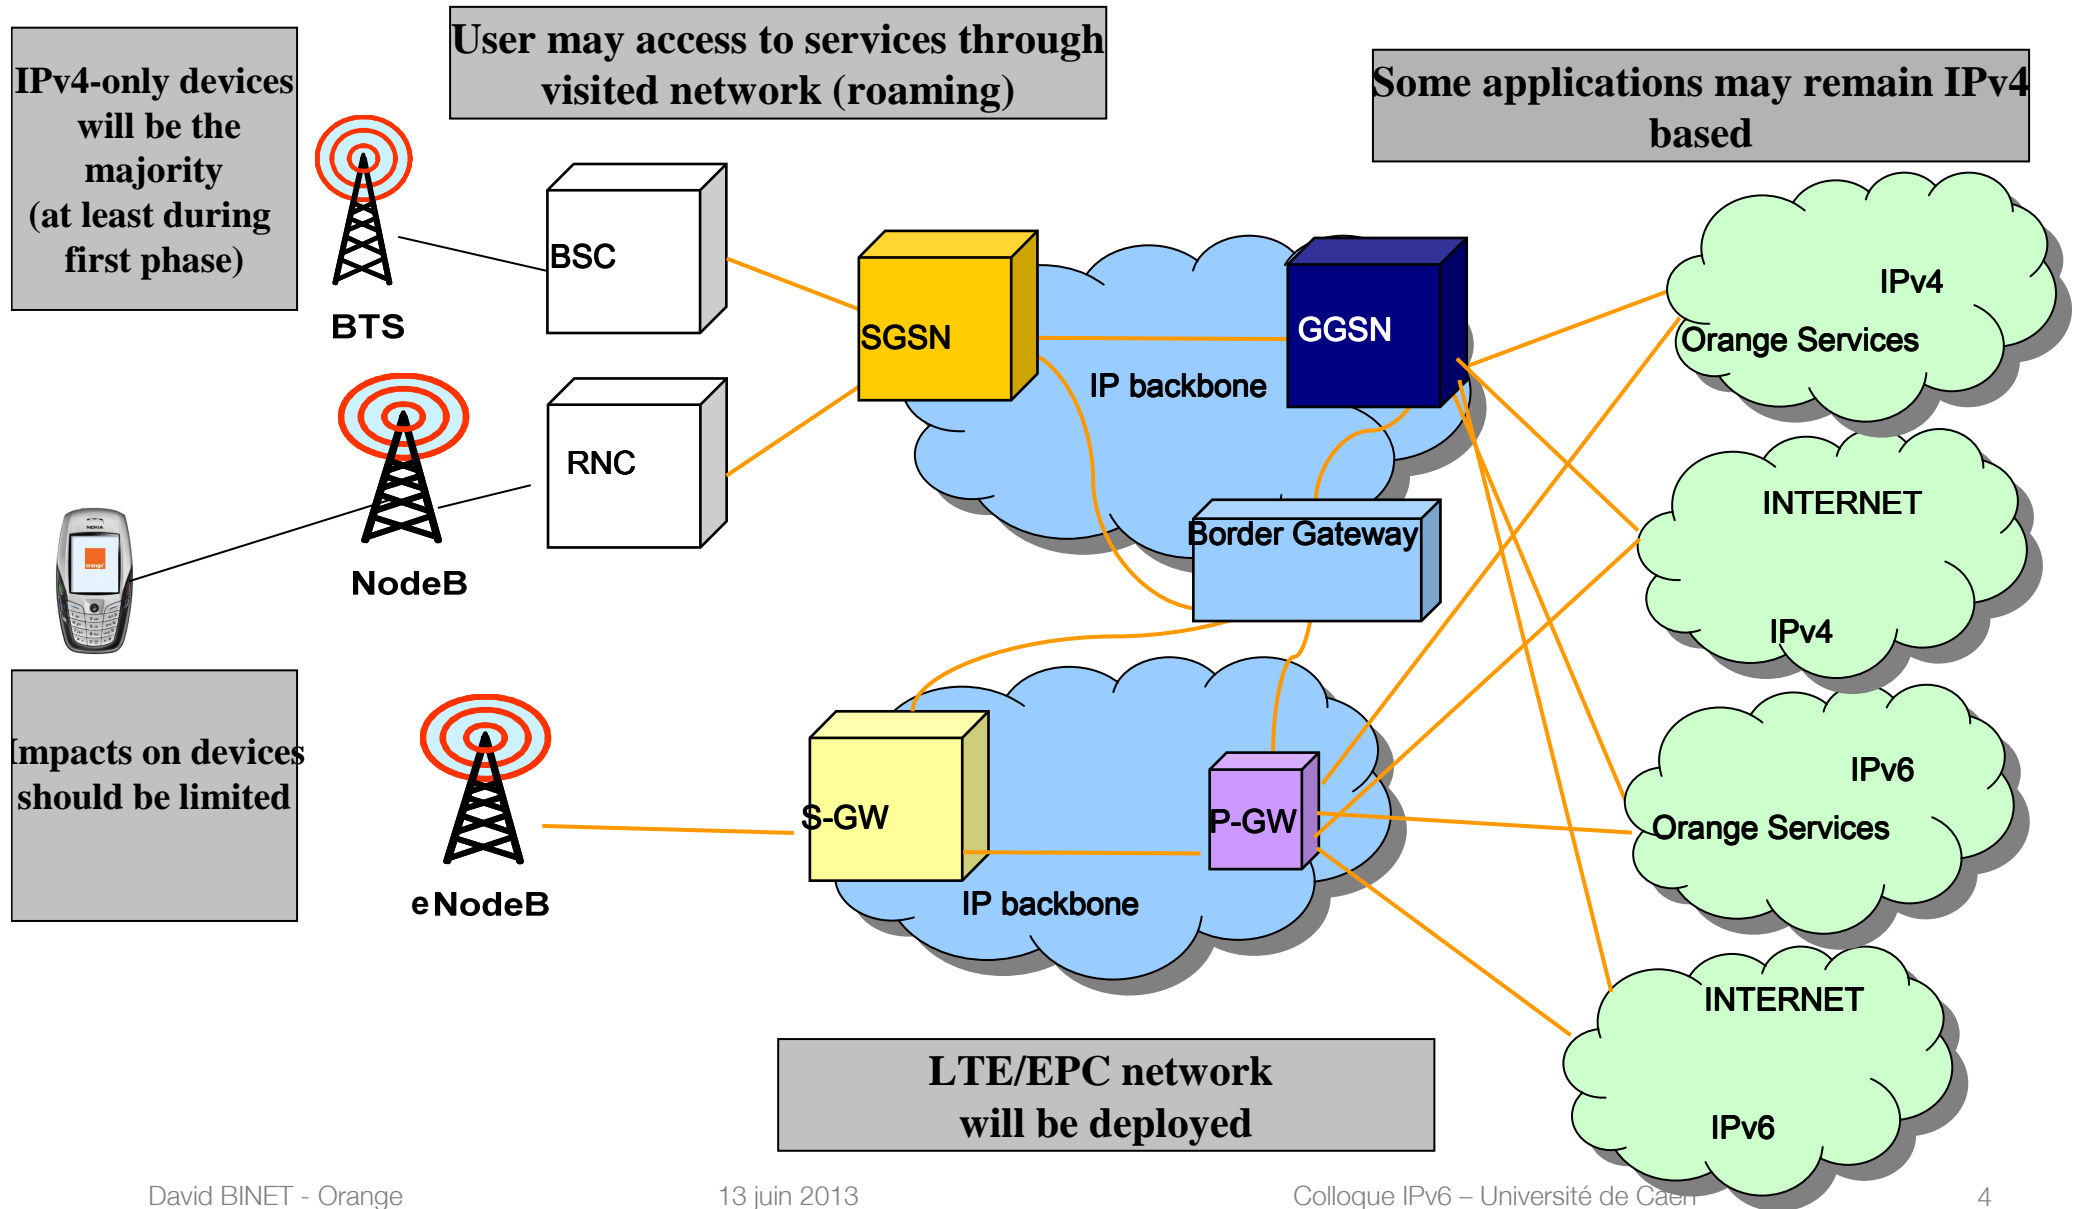 IPv4-only devices
will be the
majority
(at least during
first phase)
User may access to services through
visited network (roaming)
Some applications may remain IPv4
based
BTS
BSC
SGSN
GGSN
IP backbone
IPv4
Orange Services
NodeB
RNC
Border Gateway
INTERNET
IPv4
NOKIA
orange
Impacts on devices
should be limited
eNodeB
S-GW
P-GW
IP backbone
IPv6
Orange Services
INTERNET
IPv6
LTE/EPC network
will be deployed
David BINET - Orange
13 juin 2013
Colloque IPv6 – Université de Caen
4